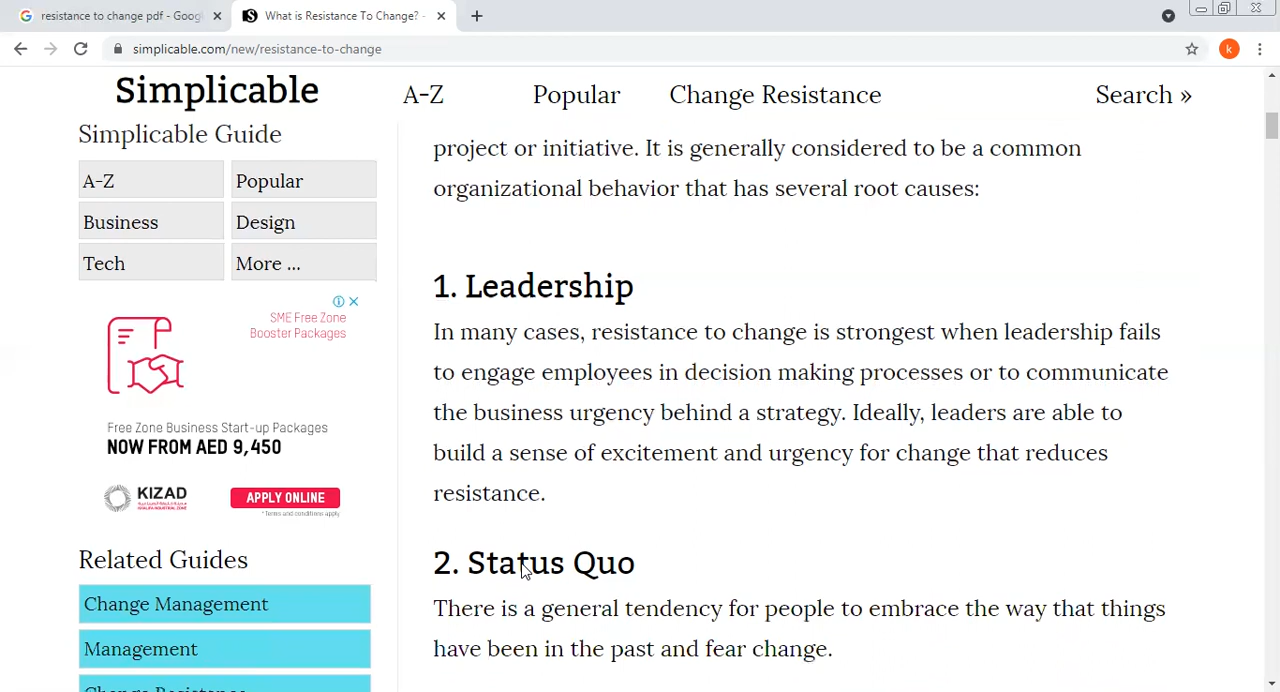 resistance to change pdf - Goog
What is Resistance To Change? -
simplicable.com/new/resistance-to-change
k
Simplicable
A-Z
Popular
Change Resistance
Search »
Simplicable Guide
A-Z
Popular
Business
Design
Tech
More ...
SME Free Zone
Booster Packages
Free Zone Business Start-up Packages
NOW FROM AED 9,450
KIZAD
APPLY ONLINE
*Terms and conditions apply
Related Guides
Change Management
Management
Change Resistance
project or initiative. It is generally considered to be a common
organizational behavior that has several root causes:
1. Leadership
In many cases, resistance to change is strongest when leadership fails
to engage employees in decision making processes or to communicate
the business urgency behind a strategy. Ideally, leaders are able to
build a sense of excitement and urgency for change that reduces
resistance.
2. Status Quo
There is a general tendency for people to embrace the way that things
have been in the past and fear change.